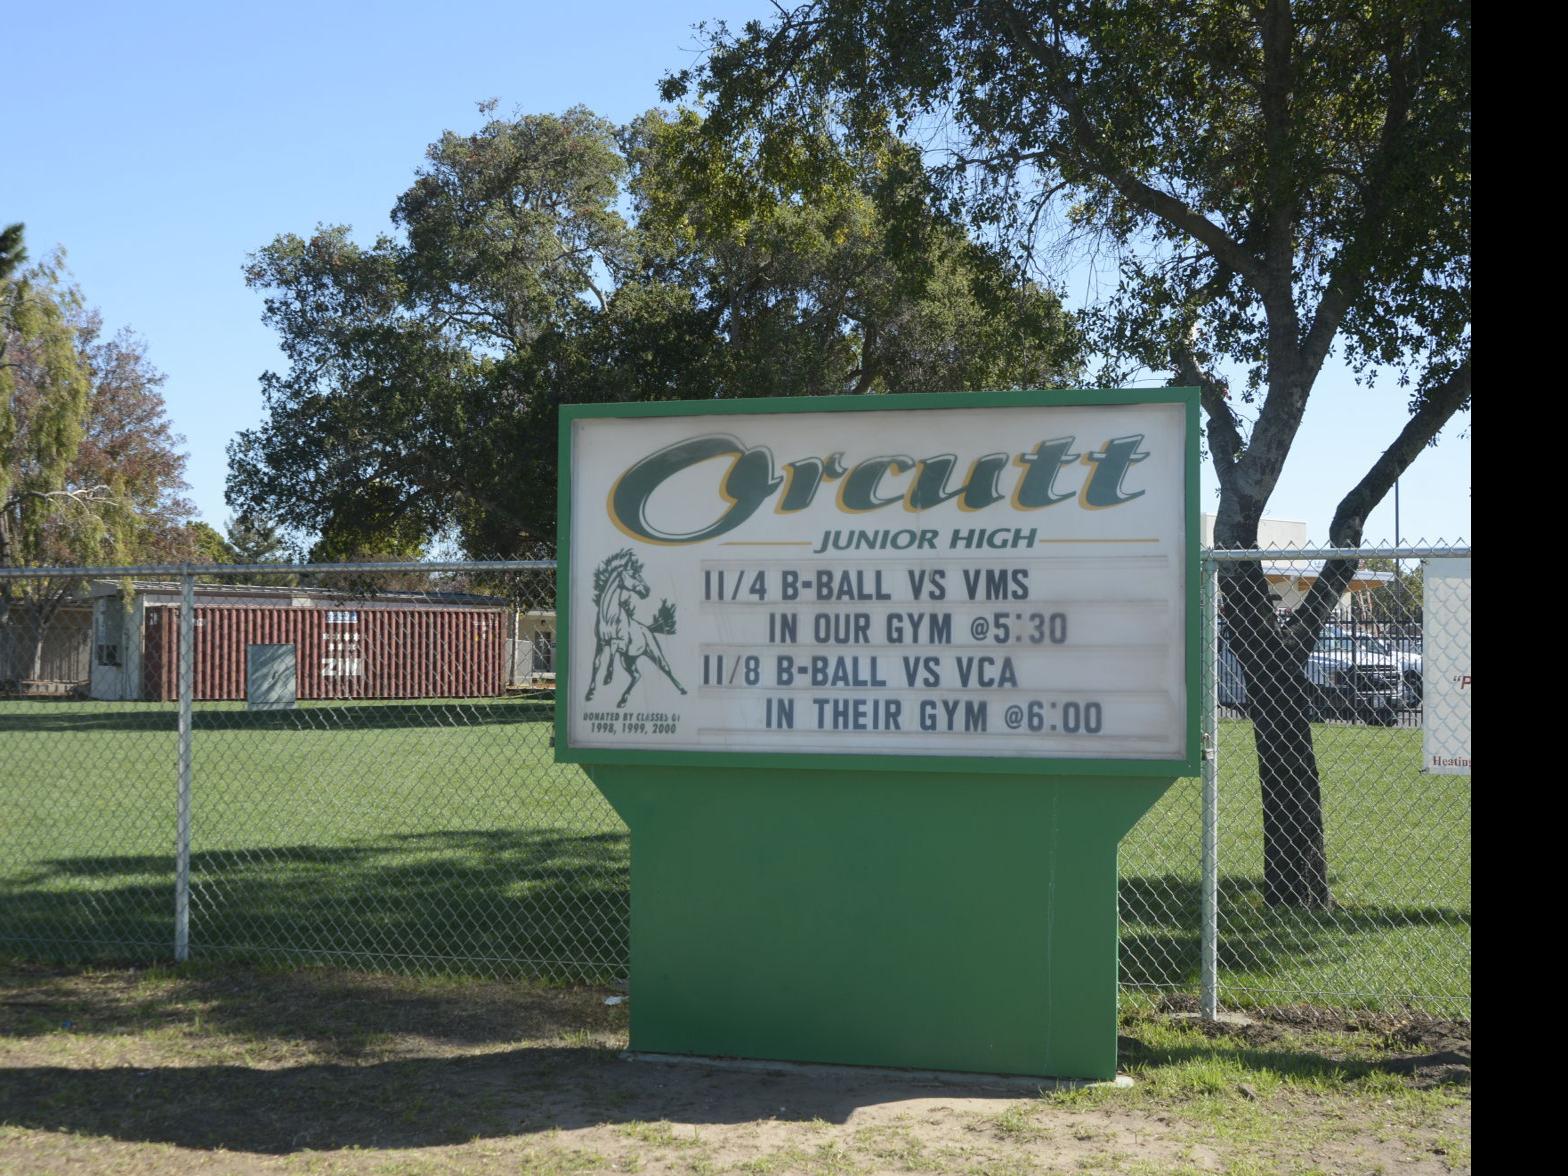 Orcutt
JUNIOR HIGH
11/4 B-BALL VS VMS
IN OUR GYM @5:30
11/8 B-BALL VS VCA
IN THEIR GYM @6:00
DONATED BY CLASSES OF
1998, 1999, 2000
"P
Heating